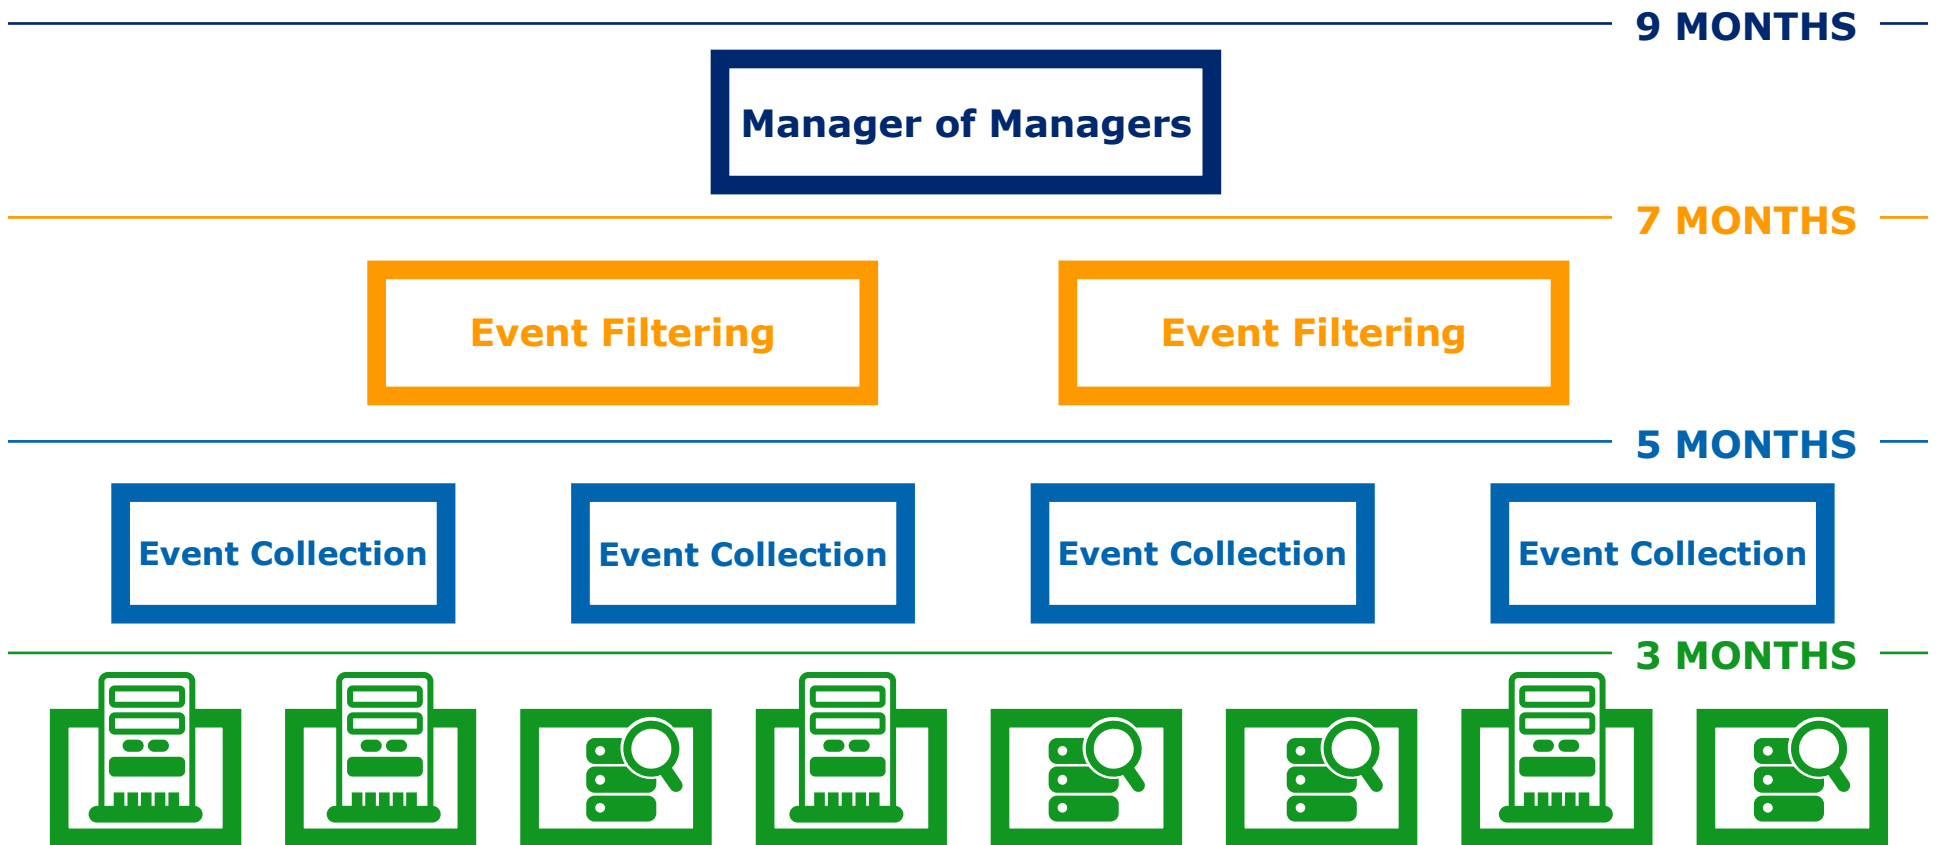 9 MONTHS
Manager of Managers
7 MONTHS
Event Filtering
Event Filtering
5 MONTHS
Event Collection
Event Collection
Event Collection
Event Collection
3 MONTHS